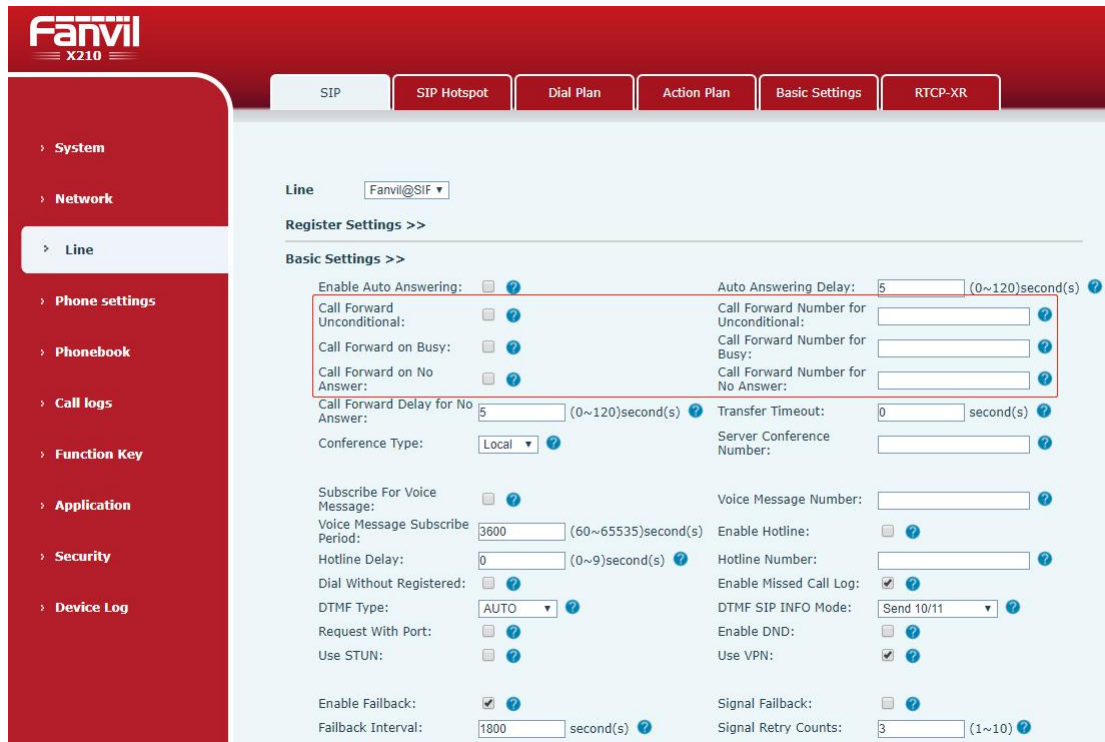 Fanvil
X210
SIP
SIP Hotspot
Dial Plan
Action Plan
Basic Settings
RTCP-XR
› System
› Network
› Line
› Phone settings
› Phonebook
› Call logs
› Function Key
› Application
› Security
› Device Log
Line Fanvil@SIF
Register Settings >>
Basic Settings >>
Enable Auto Answering: Auto Answering Delay: 5 (0~120)second(s)
Call Forward
Unconditional:
Call Forward Number for
Unconditional:
Call Forward on Busy:
Call Forward Number for
Busy:
Call Forward on No
Answer:
Call Forward Number for
No Answer:
Call Forward Delay for No
Answer: 5 (0~120)second(s) Transfer Timeout: 0 second(s)
Conference Type: Local
Server Conference
Number:
Subscribe For Voice
Message:
Voice Message Number:
Voice Message Subscribe
Period: 3600 (60~65535)second(s) Enable Hotline:
Hotline Delay: 0 (0~9)second(s) Hotline Number:
Dial Without Registered: Enable Missed Call Log:
DTMF Type: AUTO DTMF SIP INFO Mode: Send 10/11
Request With Port: Enable DND:
Use STUN: Use VPN:
Enable Failback: Signal Failback:
Failback Interval: 1800 second(s) Signal Retry Counts: 3 (1~10)